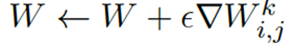 W ← W + ϵ∇W^k_{i,j}